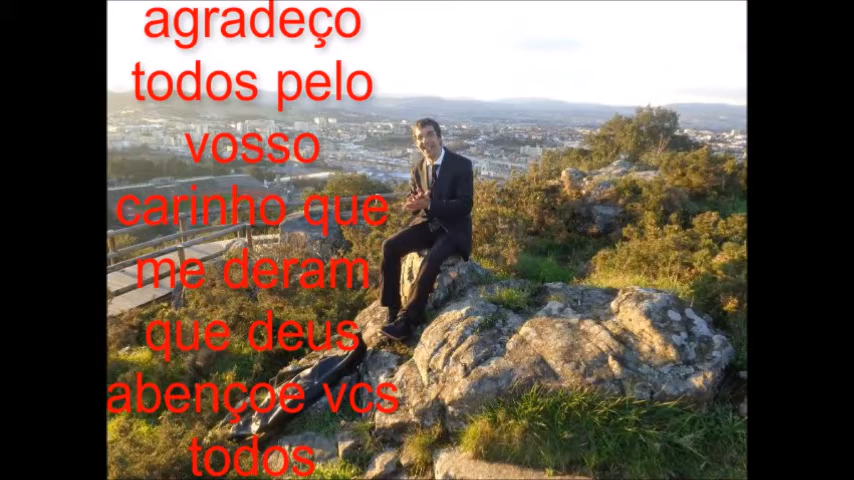 agradeço
todos pelo
vosso
carinho que
me deram
que deus
abençoe vcs
todos